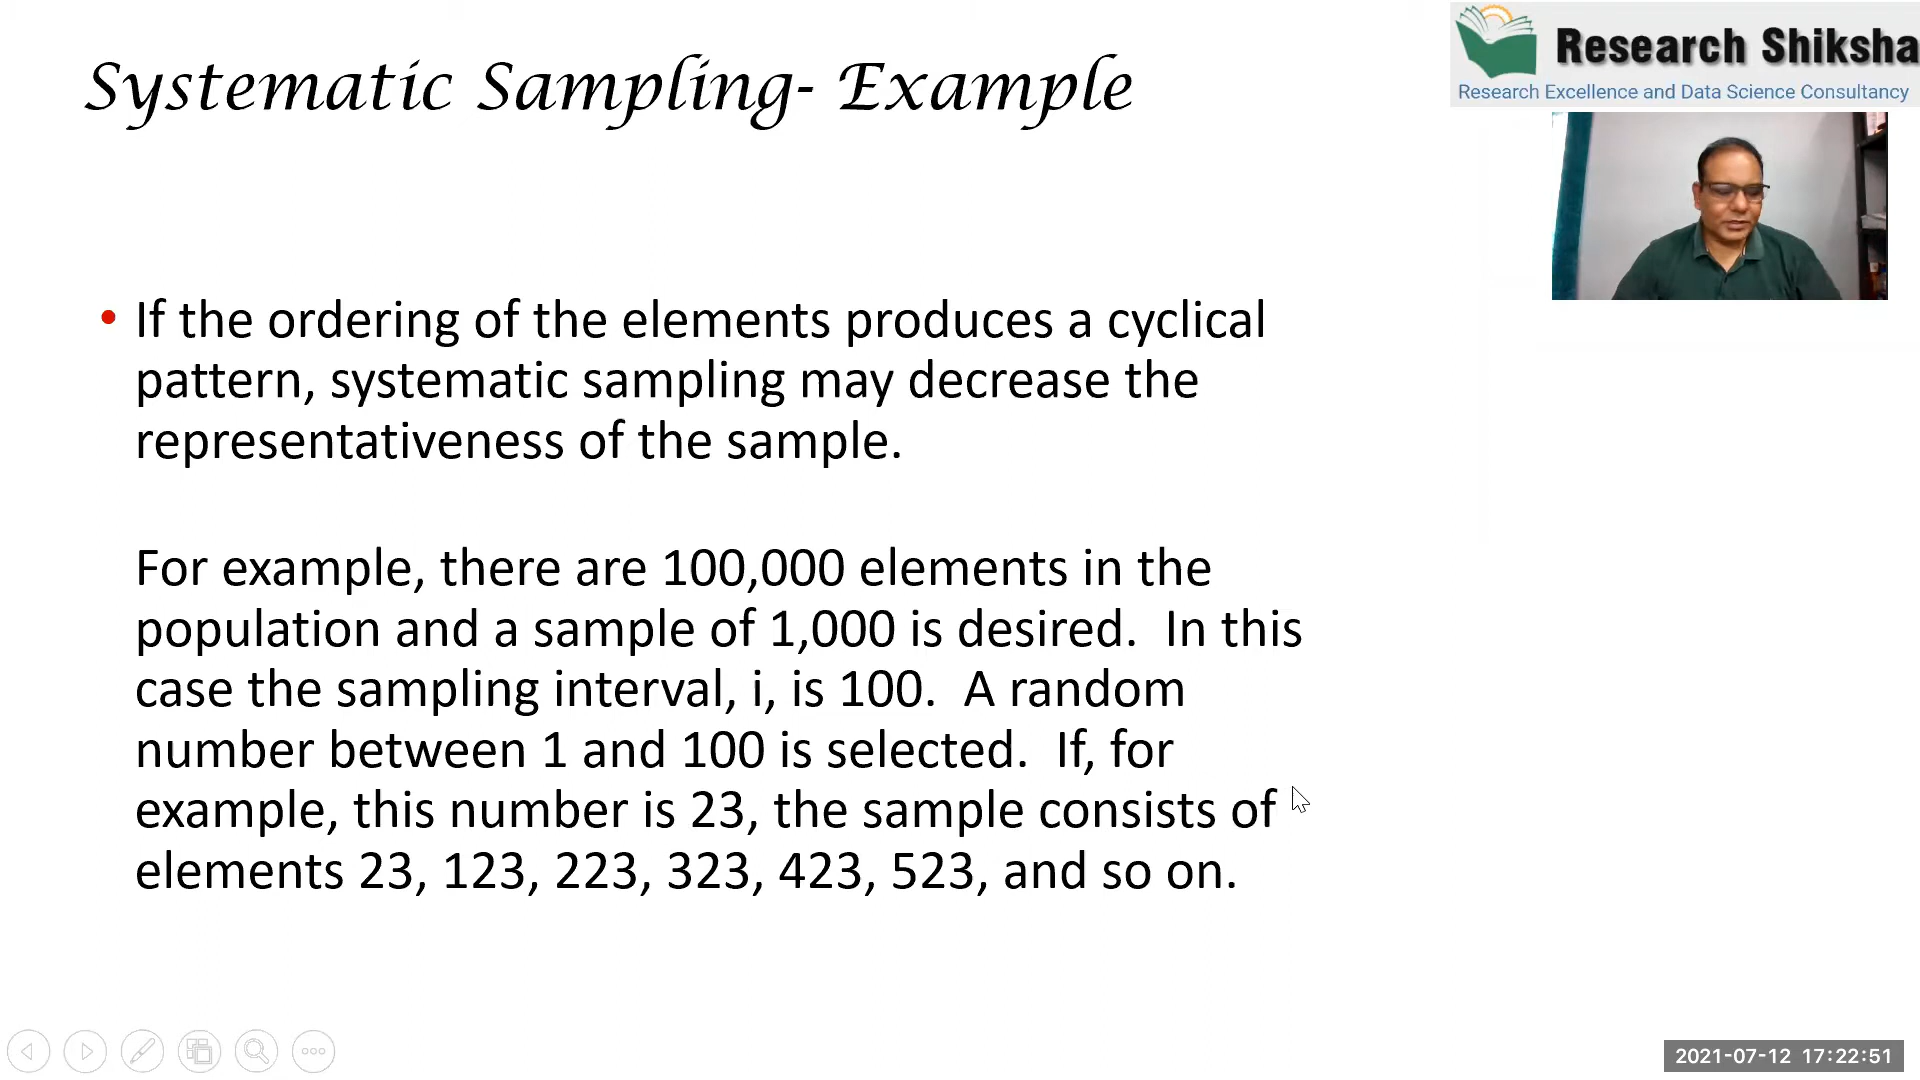 Systematic Sampling- Example
Research Shiksha
Research Excellence and Data Science Consultancy
• If the ordering of the elements produces a cyclical
pattern, systematic sampling may decrease the
representativeness of the sample.
For example, there are 100,000 elements in the
population and a sample of 1,000 is desired.  In this
case the sampling interval, i, is 100.  A random
number between 1 and 100 is selected.  If, for
example, this number is 23, the sample consists of
elements 23, 123, 223, 323, 423, 523, and so on.
2021-07-12 17:22:51